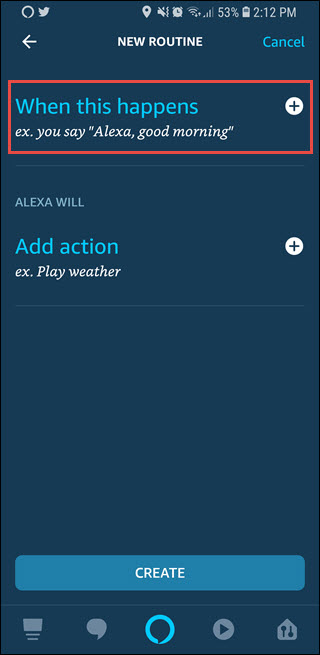 53% 2:12 PM
NEW ROUTINE Cancel
When this happens
ex. you say "Alexa, good morning"
ALEXA WILL
Add action
ex. Play weather
CREATE